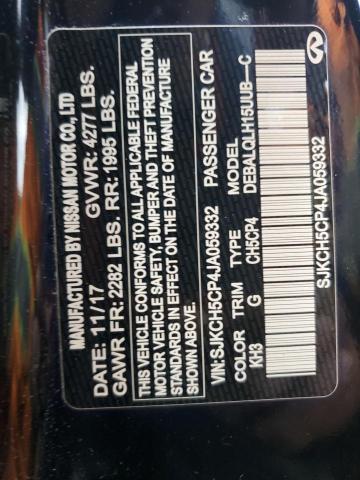 MANUFACTURED BY NISSAN MOTOR CO., LTD
DATE: 11/17 GVWR: 4277 LBS.
GAWR FR: 2282 LBS. RR: 1995 LBS.
THIS VEHICLE CONFORMS TO ALL APPLICABLE FEDERAL
MOTOR VEHICLE SAFETY, BUMPER AND THEFT PREVENTION
STANDARDS IN EFFECT ON THE DATE OF MANUFACTURE
SHOWN ABOVE.
VIN: SJKCH5CP4JA059332 PASSENGER CAR
COLOR TRIM TYPE MODEL
KH3 G CH5CP4 DEBALQLH15UUB—C
SJKCH5CP4JA059332